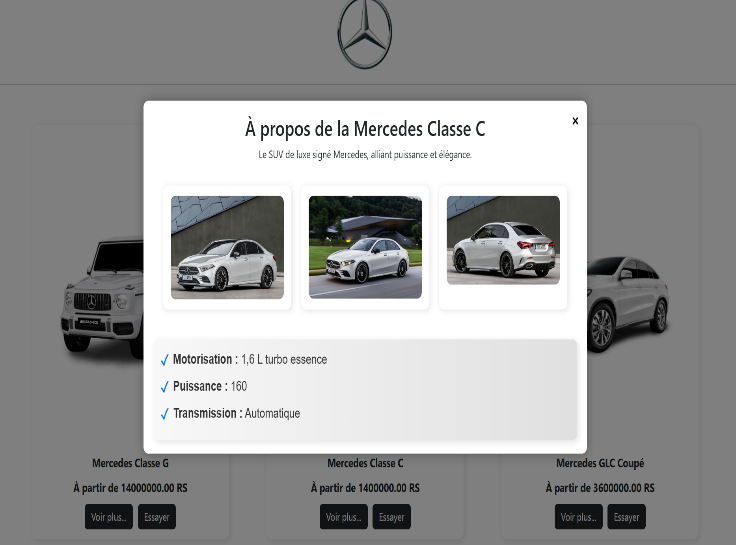 À propos de la Mercedes Classe C
x
Le SUV de luxe signé Mercedes, alliant puissance et élégance.
✓ Motorisation : 1,6 L turbo essence
✓ Puissance : 160
✓ Transmission : Automatique
Mercedes Classe G
À partir de 14000000.00 RS
Voir plus... Essayer
Mercedes Classe C
À partir de 1400000.00 RS
Voir plus... Essayer
Mercedes GLC Coupé
À partir de 3600000.00 RS
Voir plus... Essayer